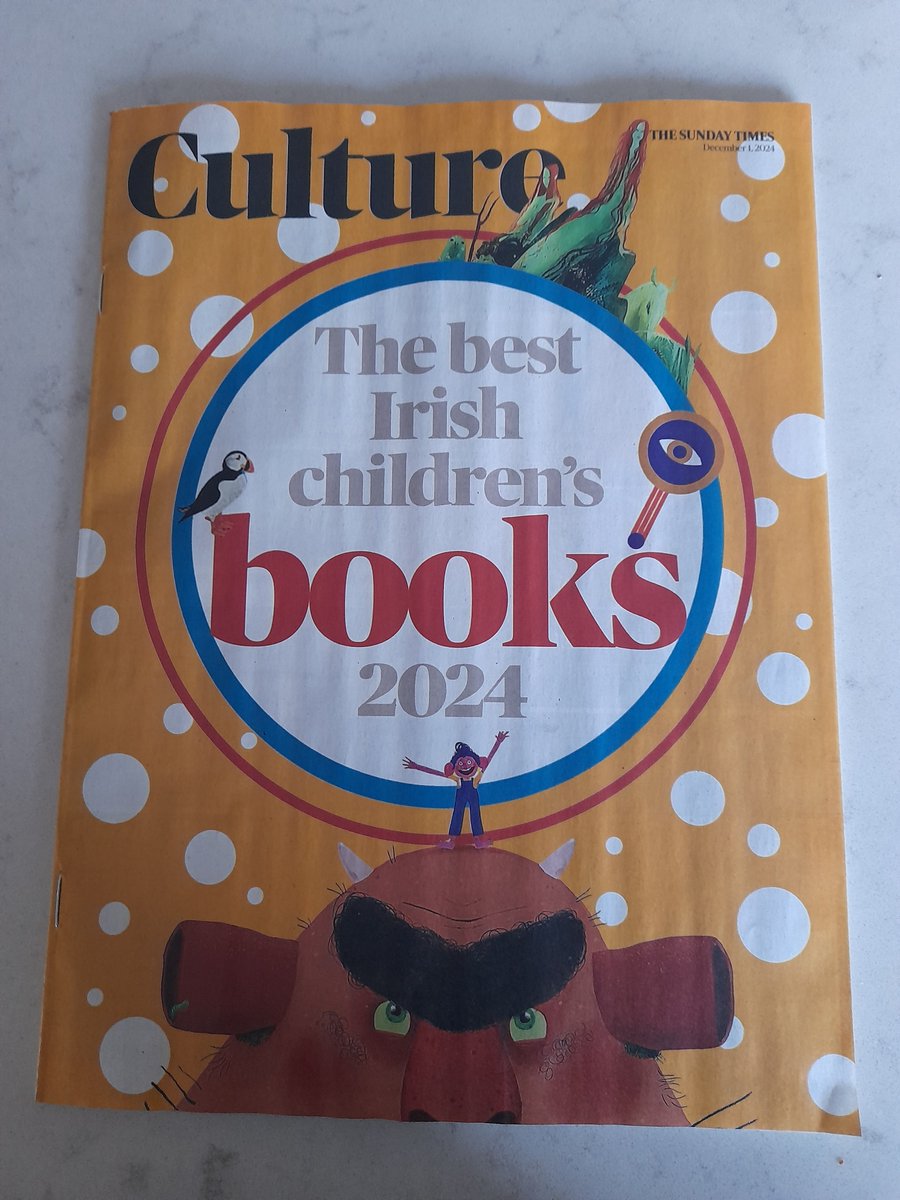 Culture
THE SUNDAY TIMES
December 1, 2024
The best
Irish
children's
books
2024